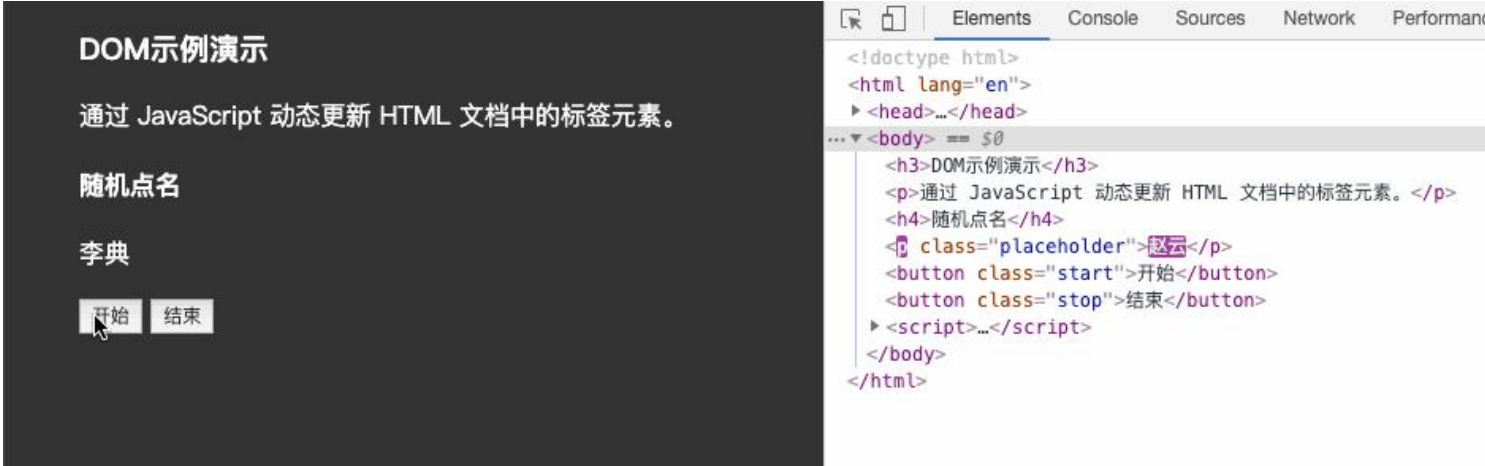 DOM示例演示
通过 JavaScript 动态更新 HTML 文档中的标签元素。
随机点名
李典
开始 结束
Elements Console Sources Network Performanc
<!doctype html>
<html lang="en">
<head>…</head>
<body> == $0
<h3>DOM示例演示</h3>
<p>通过 JavaScript 动态更新 HTML 文档中的标签元素。</p>
<h4>随机点名</h4>
<p class="placeholder">赵云</p>
<button class="start">开始</button>
<button class="stop">结束</button>
<script>…</script>
</body>
</html>